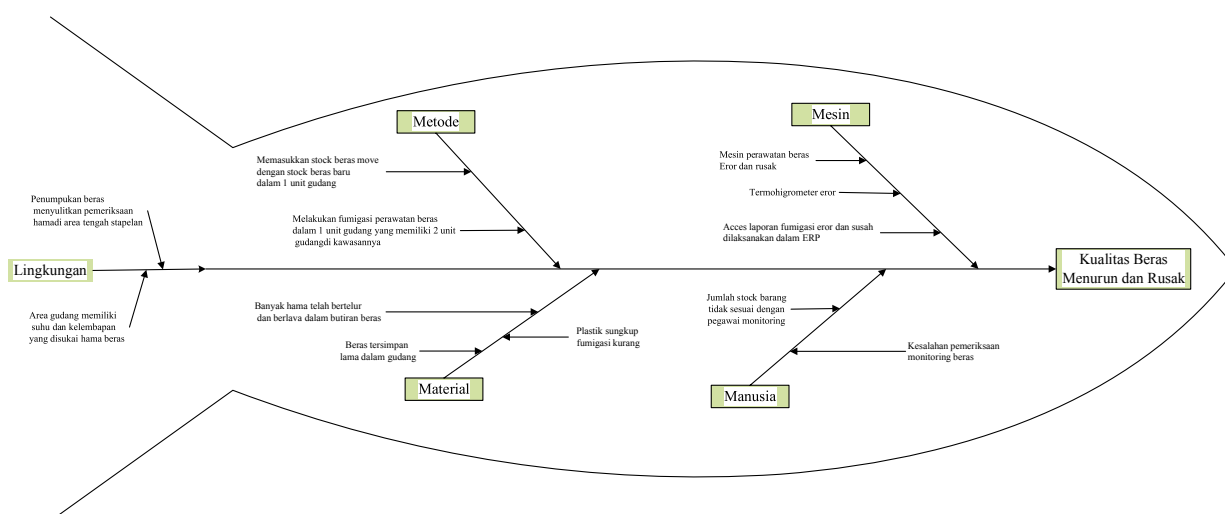 Metode
Memasukkan stock beras move
dengan stock beras baru
dalam 1 unit gudang
Melakukan fumigasi perawatan beras
dalam 1 unit gudang yang memiliki 2 unit
gudangdi kawasannya
Mesin
Mesin perawatan beras
Eror dan rusak
Termohigrometer eror
Acces laporan fumigasi eror dan susah
dilaksanakan dalam ERP
Penumpukan beras
menyulitkan pemeriksaan
hamadi area tengah stapelan
Lingkungan
Area gudang memiliki
suhu dan kelembapan
yang disukai hama beras
Kualitas Beras
Menurun dan Rusak
Banyak hama telah bertelur
dan berlava dalam butiran beras
Beras tersimpan
lama dalam gudang
Plastik sungkup
fumigasi kurang
Material
Jumlah stock barang
tidak sesuai dengan
pegawai monitoring
Kesalahan pemeriksaan
monitoring beras
Manusia